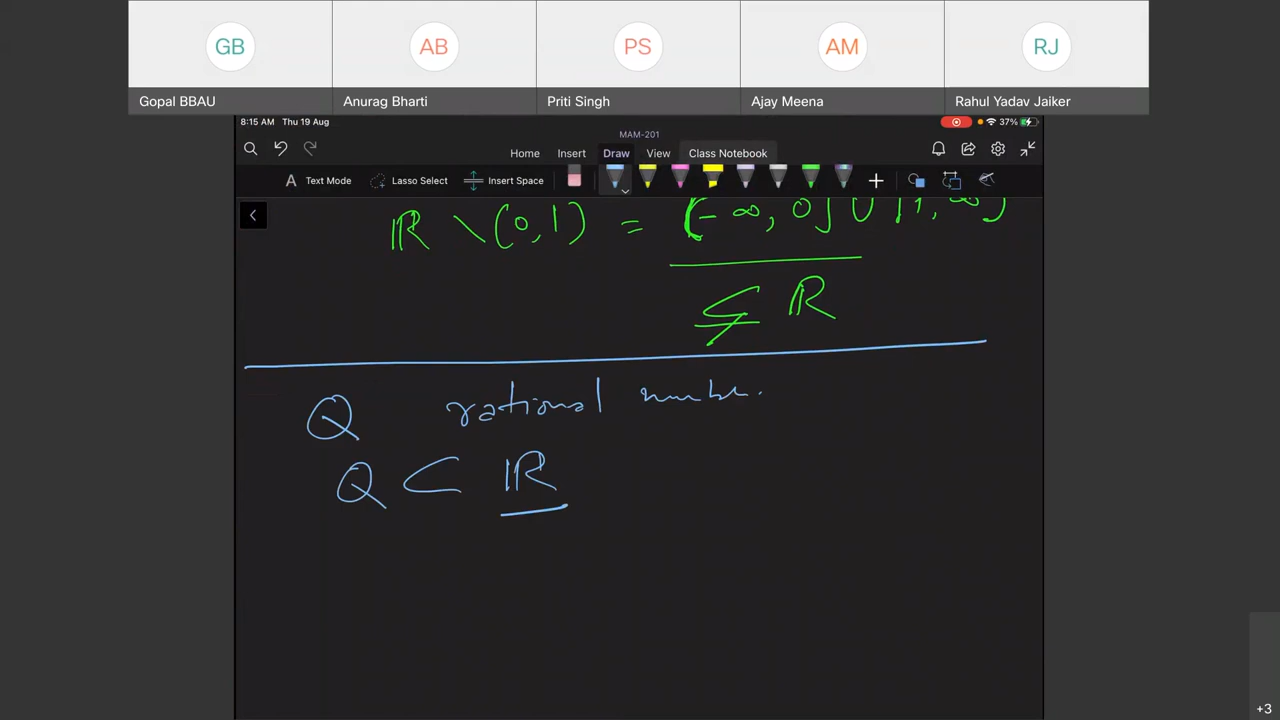 GB AB PS AM RJ
Gopal BBAU Anurag Bharti Priti Singh Ajay Meena Rahul Yadav Jaiker
8:15 AM Thu 19 Aug 37%
MAM-201
Home Insert Draw View Class Notebook
A Text Mode Lasso Select Insert Space
ℝ \ (0,1) = (-∞, 0] ∪ [1, ∞)
⊊ ℝ
Q rational number.
Q ⊂ ℝ
+3